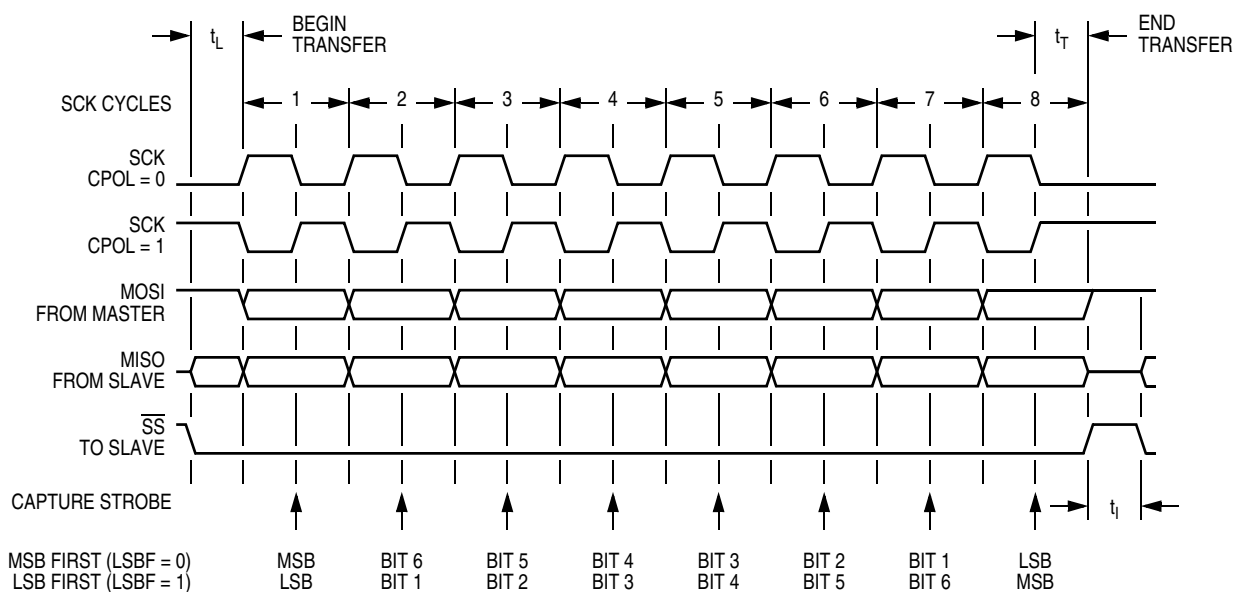 tL
BEGIN
TRANSFER
tT
END
TRANSFER
SCK CYCLES 1 2 3 4 5 6 7 8
SCK
CPOL = 0
SCK
CPOL = 1
MOSI
FROM MASTER
MISO
FROM SLAVE
SS
TO SLAVE
CAPTURE STROBE
tI
MSB FIRST (LSBF = 0) MSB BIT 6 BIT 5 BIT 4 BIT 3 BIT 2 BIT 1 LSB
LSB FIRST (LSBF = 1) LSB BIT 1 BIT 2 BIT 3 BIT 4 BIT 5 BIT 6 MSB